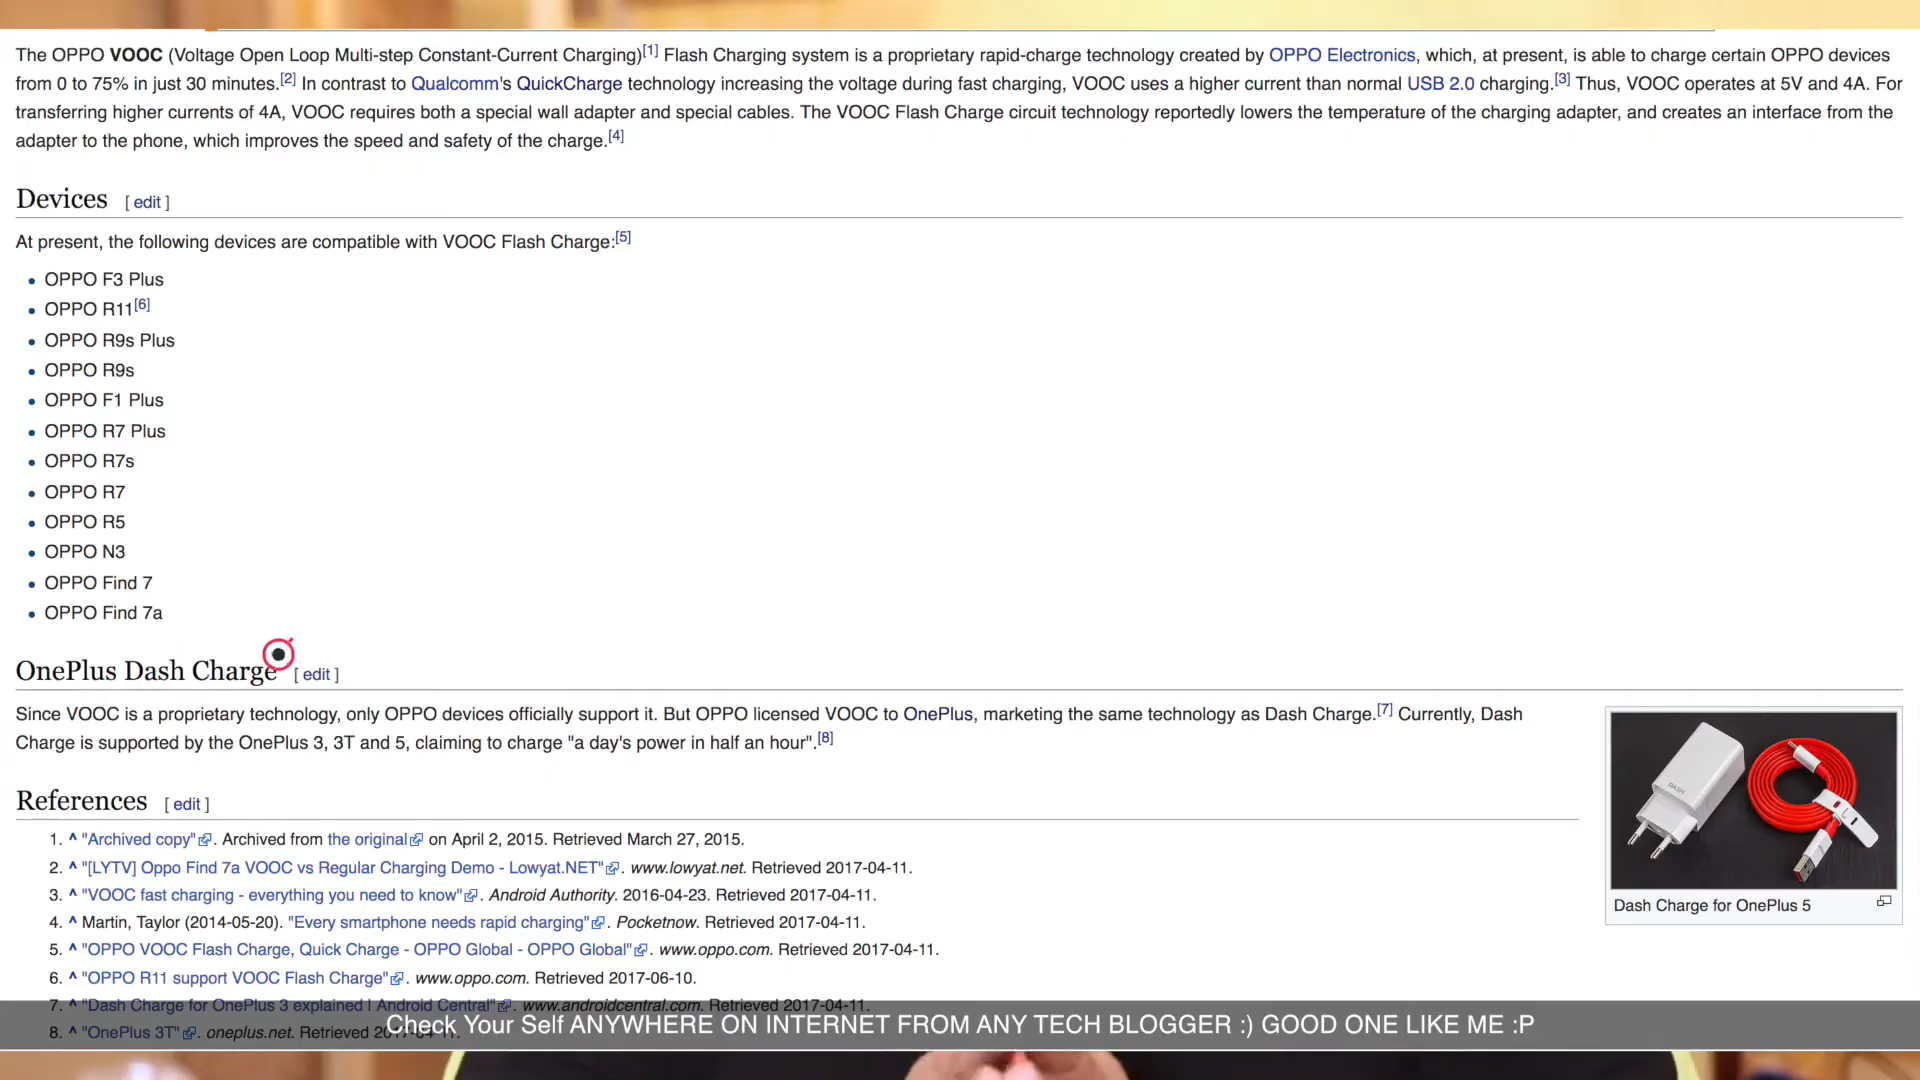 The OPPO VOOC (Voltage Open Loop Multi-step Constant-Current Charging)[1] Flash Charging system is a proprietary rapid-charge technology created by OPPO Electronics, which, at present, is able to charge certain OPPO devices
from 0 to 75% in just 30 minutes.[2] In contrast to Qualcomm's QuickCharge technology increasing the voltage during fast charging, VOOC uses a higher current than normal USB 2.0 charging.[3] Thus, VOOC operates at 5V and 4A. For
transferring higher currents of 4A, VOOC requires both a special wall adapter and special cables. The VOOC Flash Charge circuit technology reportedly lowers the temperature of the charging adapter, and creates an interface from the
adapter to the phone, which improves the speed and safety of the charge.[4]
Devices [ edit ]
At present, the following devices are compatible with VOOC Flash Charge:[5]
• OPPO F3 Plus
• OPPO R11[6]
• OPPO R9s Plus
• OPPO R9s
• OPPO F1 Plus
• OPPO R7 Plus
• OPPO R7s
• OPPO R7
• OPPO R5
• OPPO N3
• OPPO Find 7
• OPPO Find 7a
OnePlus Dash Charge [ edit ]
Since VOOC is a proprietary technology, only OPPO devices officially support it. But OPPO licensed VOOC to OnePlus, marketing the same technology as Dash Charge.[7] Currently, Dash
Charge is supported by the OnePlus 3, 3T and 5, claiming to charge "a day's power in half an hour".[8]
DASH
Dash Charge for OnePlus 5
References [ edit ]
1. ^ "Archived copy". Archived from the original on April 2, 2015. Retrieved March 27, 2015.
2. ^ "[LYTV] Oppo Find 7a VOOC vs Regular Charging Demo - Lowyat.NET". www.lowyat.net. Retrieved 2017-04-11.
3. ^ "VOOC fast charging - everything you need to know". Android Authority. 2016-04-23. Retrieved 2017-04-11.
4. ^ Martin, Taylor (2014-05-20). "Every smartphone needs rapid charging". Pocketnow. Retrieved 2017-04-11.
5. ^ "OPPO VOOC Flash Charge, Quick Charge - OPPO Global - OPPO Global". www.oppo.com. Retrieved 2017-04-11.
6. ^ "OPPO R11 support VOOC Flash Charge". www.oppo.com. Retrieved 2017-06-10.
7. ^ "Dash Charge for OnePlus 3 explained | Android Central". www.androidcentral.com. Retrieved 2017-04-11.
8. ^ "OnePlus 3T". oneplus.net. Retrieved 2017-04-11.
Check Your Self ANYWHERE ON INTERNET FROM ANY TECH BLOGGER :) GOOD ONE LIKE ME :P